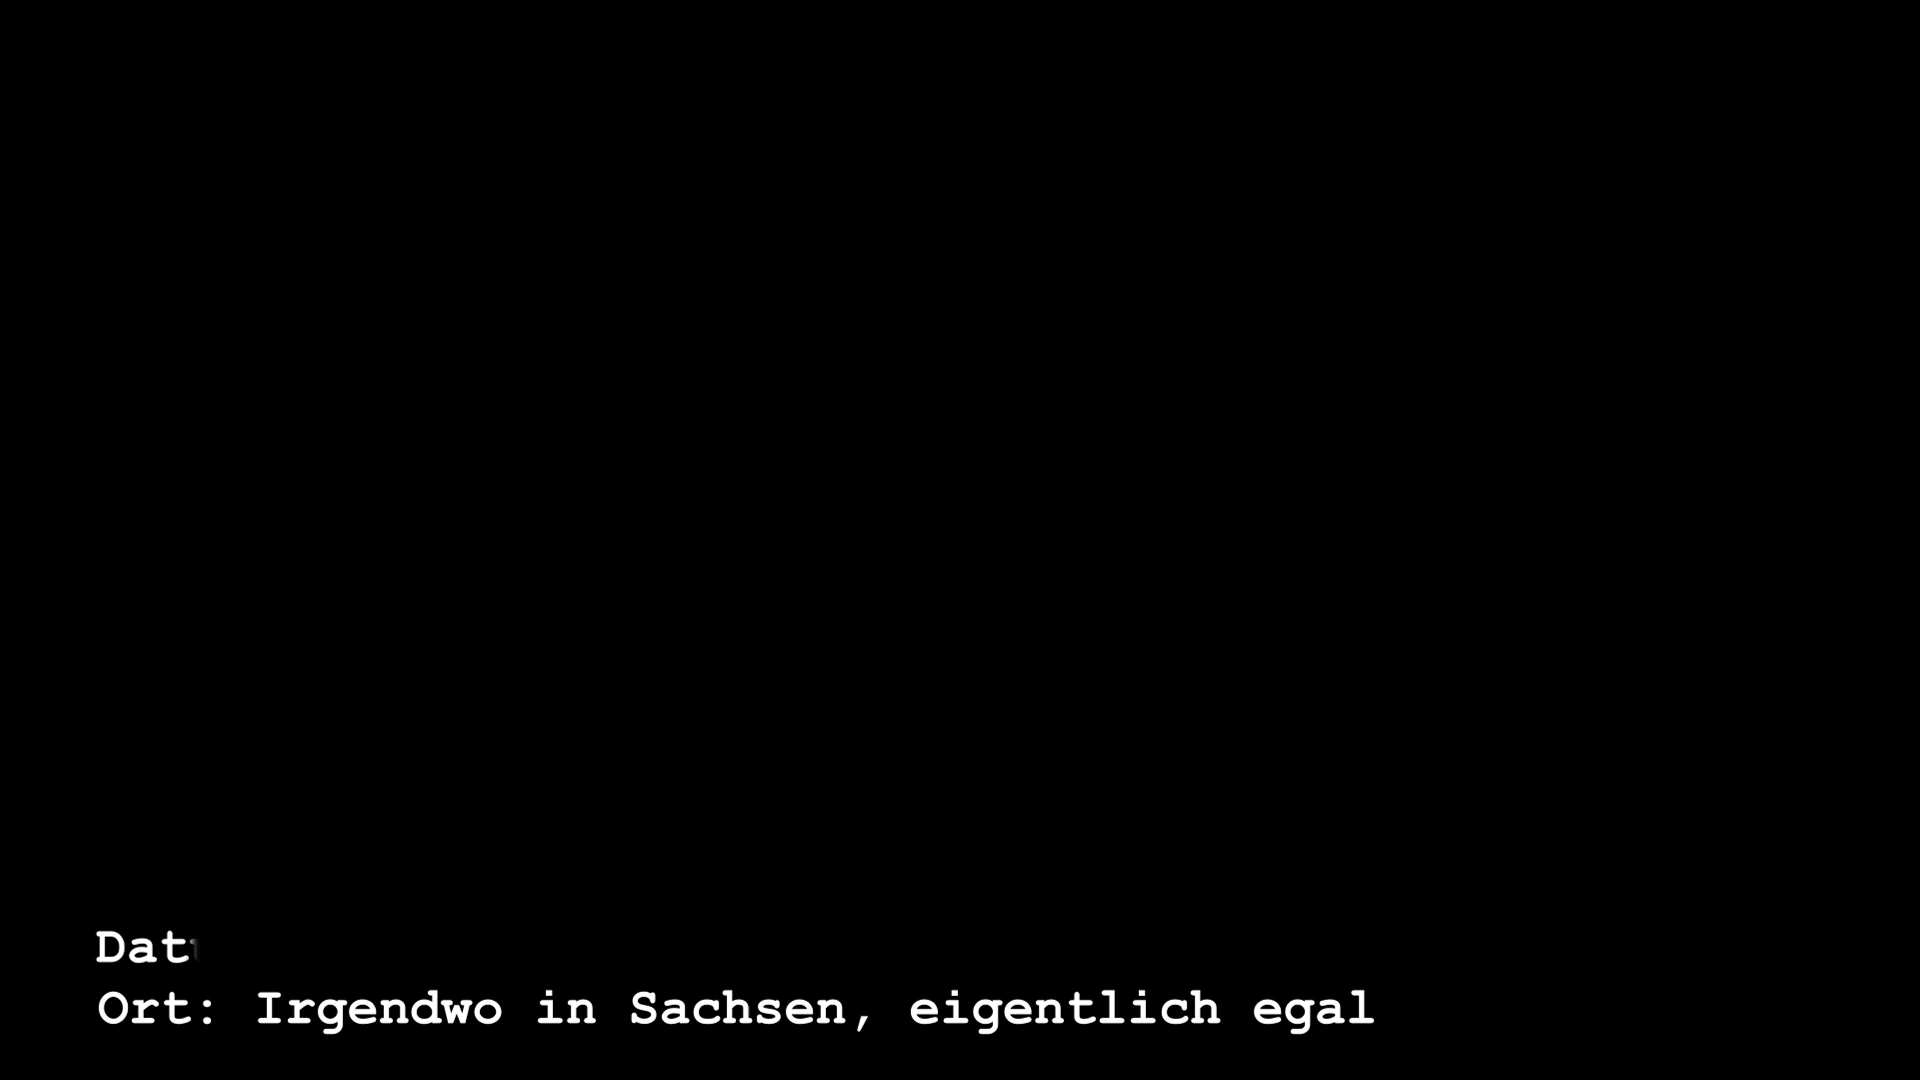 Dat
Ort: Irgendwo in Sachsen, eigentlich egal